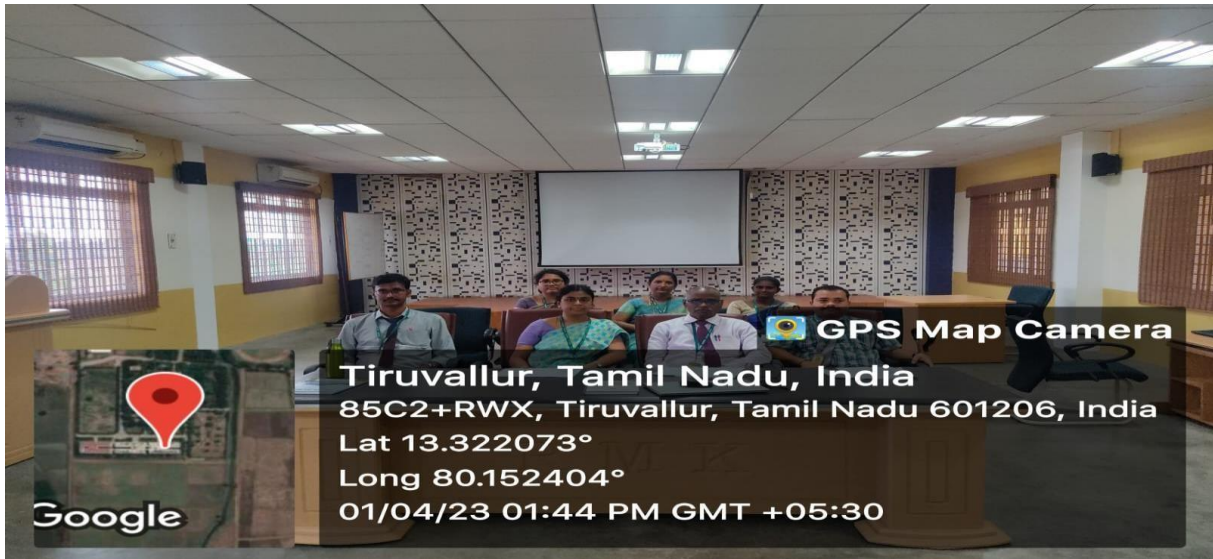 GPS Map Camera
Tiruvallur, Tamil Nadu, India
85C2+RWX, Tiruvallur, Tamil Nadu 601206, India
Lat 13.322073°
Long 80.152404°
01/04/23 01:44 PM GMT +05:30
Google
M K